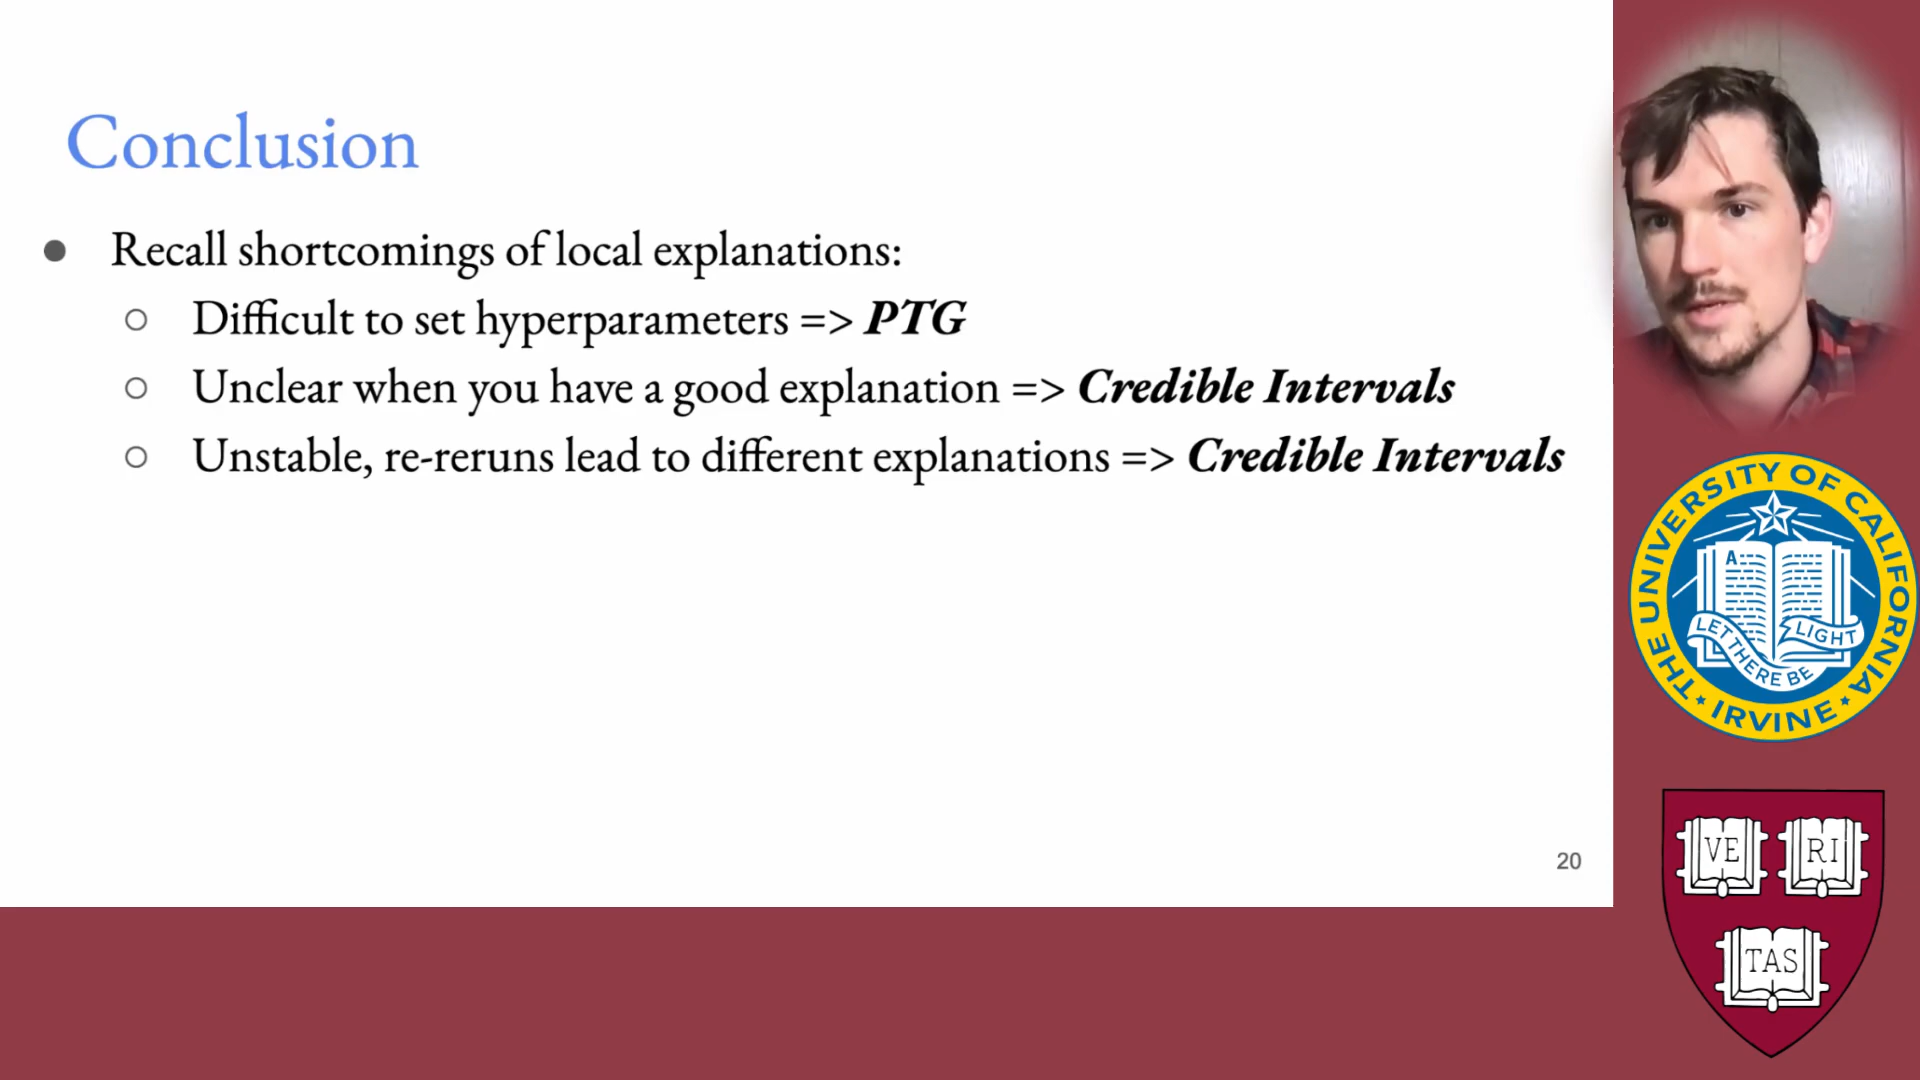 Conclusion
● Recall shortcomings of local explanations:
○ Difficult to set hyperparameters => PTG
○ Unclear when you have a good explanation => Credible Intervals
○ Unstable, re-reruns lead to different explanations => Credible Intervals
20
THE UNIVERSITY OF CALIFORNIA
A
LET THERE BE LIGHT
· IRVINE ·
VE RI
TAS